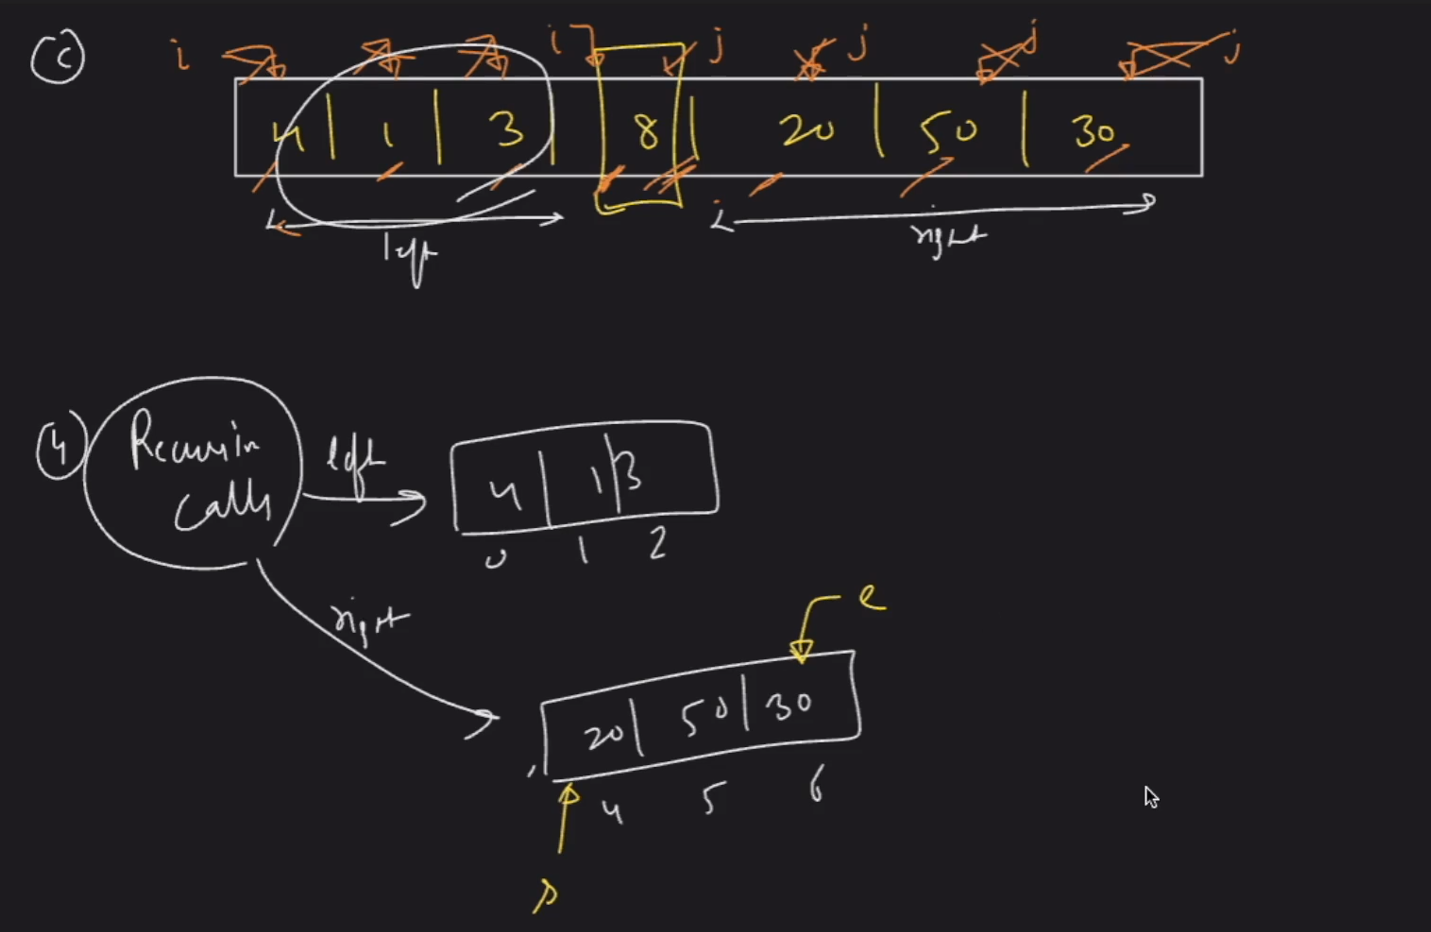 (c) i i j j j j
4 | 1 | 3 | 8 | 20 | 50 | 30
left right
(4) Recursin left 4 | 1 | 3
calls
0 1 2
right e
20 | 50 | 30
4 5 6
s